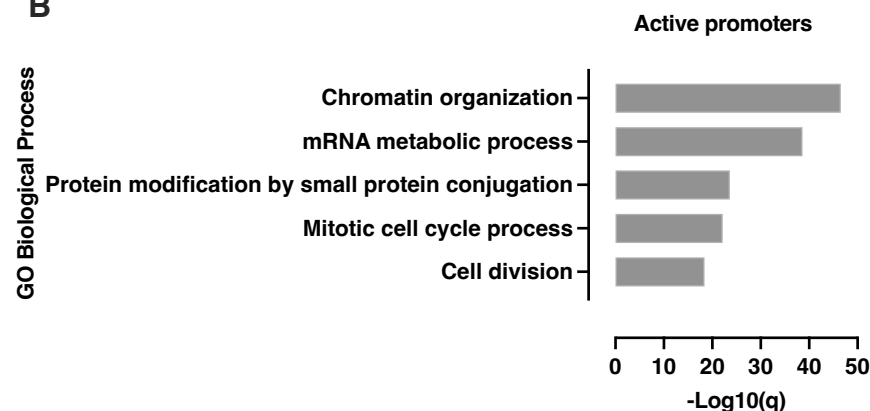 B
Active promoters
GO Biological Process
Chromatin organization
mRNA metabolic process
Protein modification by small protein conjugation
Mitotic cell cycle process
Cell division
0 10 20 30 40 50
-Log10(q)